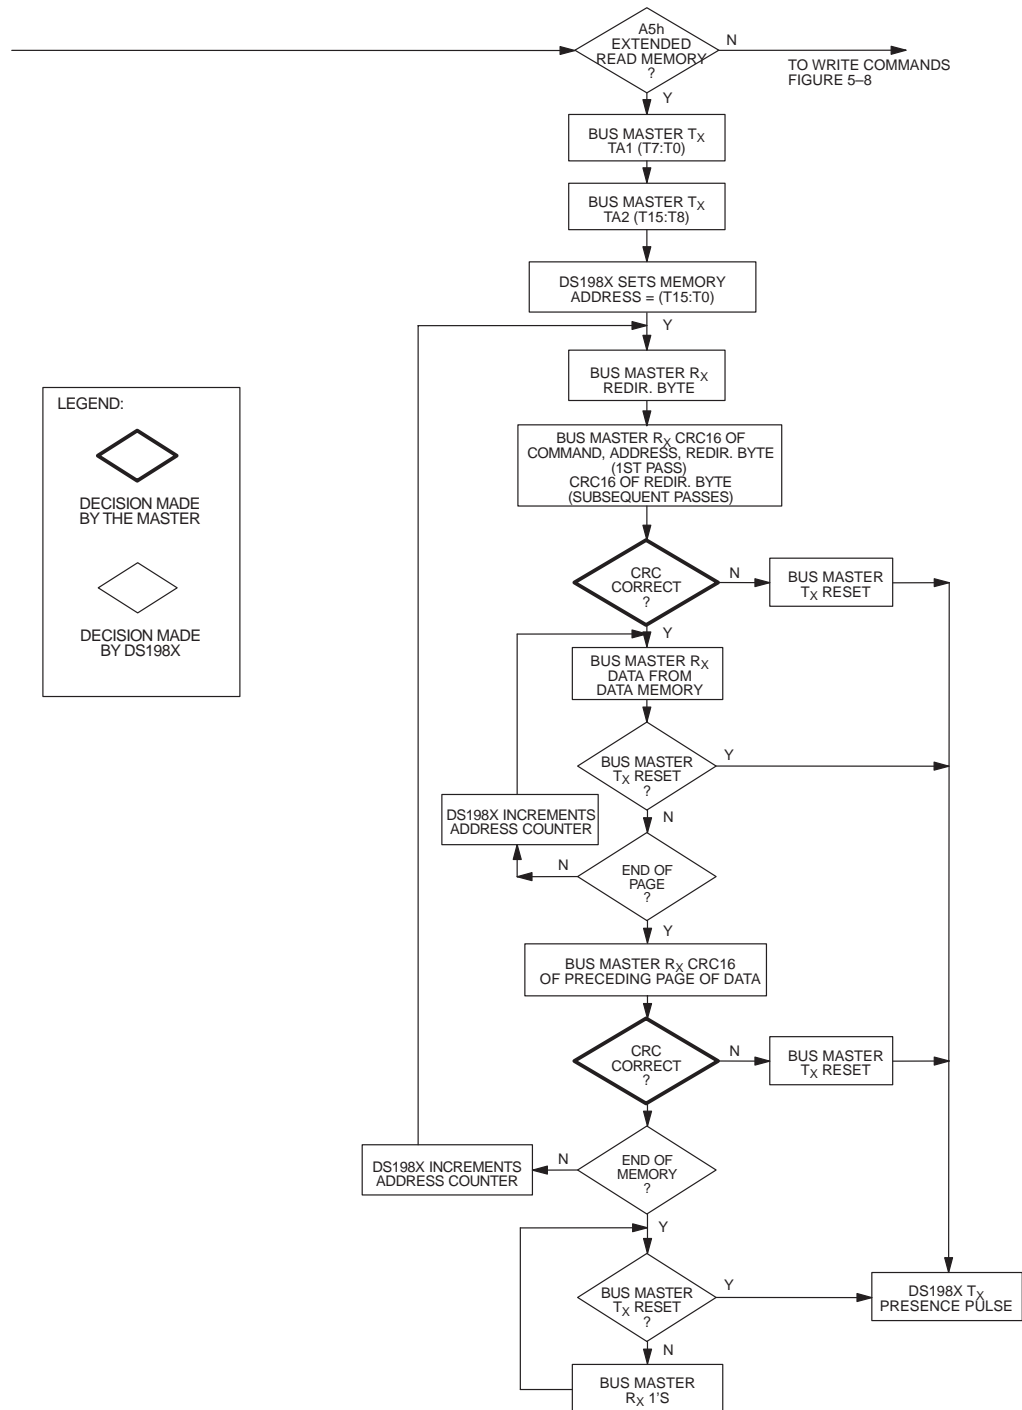 A5h
EXTENDED
READ MEMORY
?
N
TO WRITE COMMANDS
FIGURE 5–8
Y
BUS MASTER TX
TA1 (T7:T0)
BUS MASTER TX
TA2 (T15:T8)
DS198X SETS MEMORY
ADDRESS = (T15:T0)
Y
BUS MASTER RX
REDIR. BYTE
LEGEND:
DECISION MADE
BY THE MASTER
DECISION MADE
BY DS198X
BUS MASTER RX CRC16 OF
COMMAND, ADDRESS, REDIR. BYTE
(1ST PASS)
CRC16 OF REDIR. BYTE
(SUBSEQUENT PASSES)
CRC
CORRECT
?
N
BUS MASTER
TX RESET
Y
BUS MASTER RX
DATA FROM
DATA MEMORY
BUS MASTER
TX RESET
?
Y
N
DS198X INCREMENTS
ADDRESS COUNTER
N
END OF
PAGE
?
Y
BUS MASTER RX CRC16
OF PRECEDING PAGE OF DATA
CRC
CORRECT
?
N
BUS MASTER
TX RESET
END OF
MEMORY
?
N
DS198X INCREMENTS
ADDRESS COUNTER
Y
BUS MASTER
TX RESET
?
Y
DS198X TX
PRESENCE PULSE
N
BUS MASTER
RX 1'S